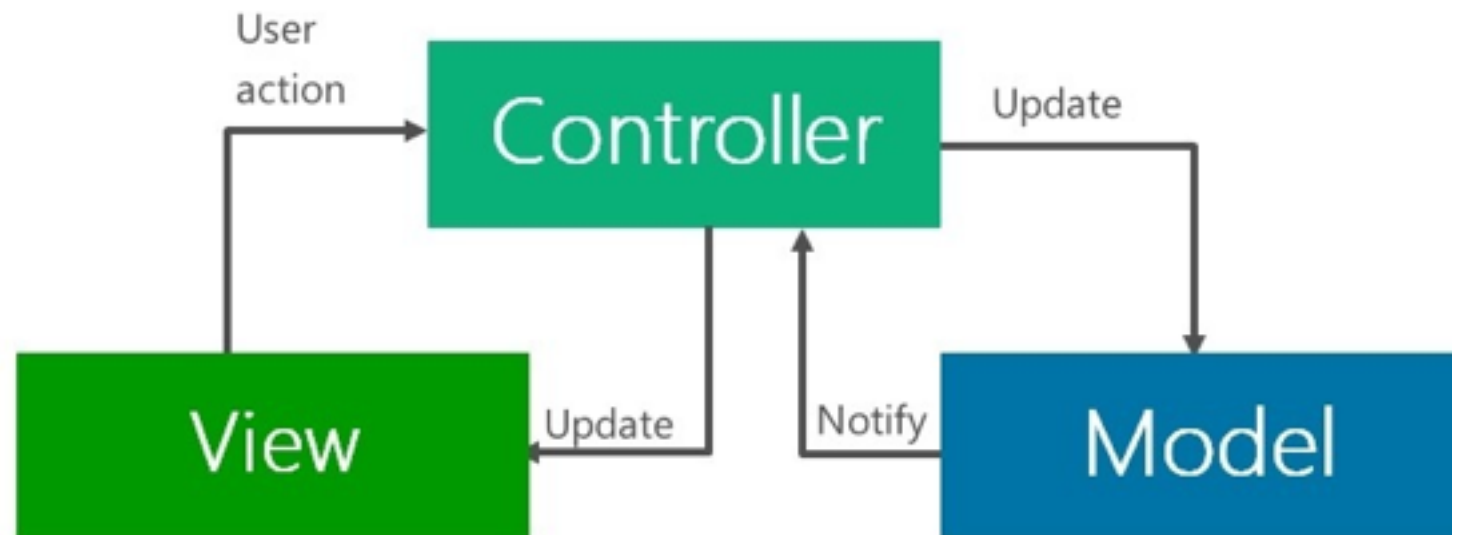 User
action
Controller
Update
View
Update
Notify
Model